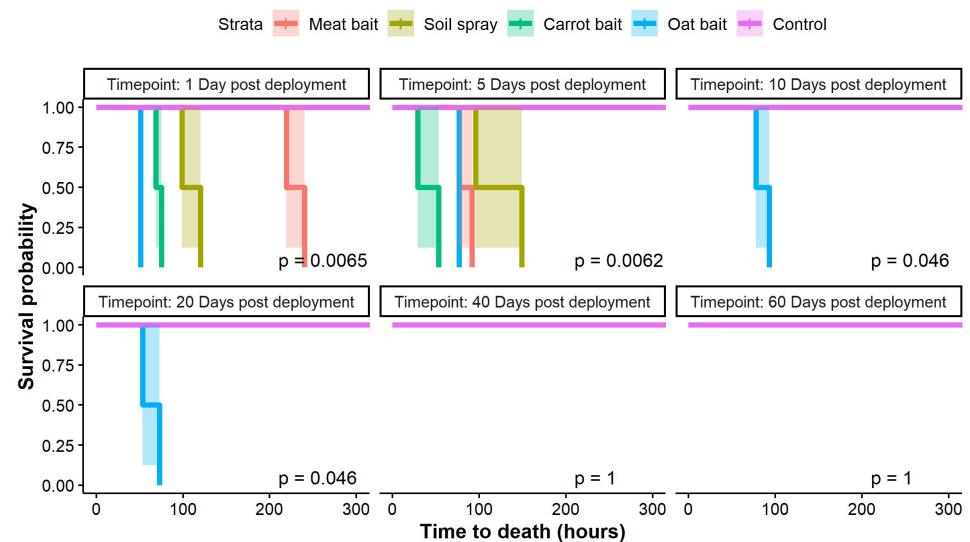 Strata Meat bait Soil spray Carrot bait Oat bait Control
Timepoint: 1 Day post deployment
Timepoint: 5 Days post deployment
Timepoint: 10 Days post deployment
1.00
0.75
0.50
0.25
0.00
p = 0.0065
p = 0.0062
p = 0.046
Timepoint: 20 Days post deployment
Timepoint: 40 Days post deployment
Timepoint: 60 Days post deployment
1.00
0.75
0.50
0.25
0.00
p = 0.046
p = 1
p = 1
0 100 200 300
0 100 200 300
0 100 200 300
Time to death (hours)
Survival probability